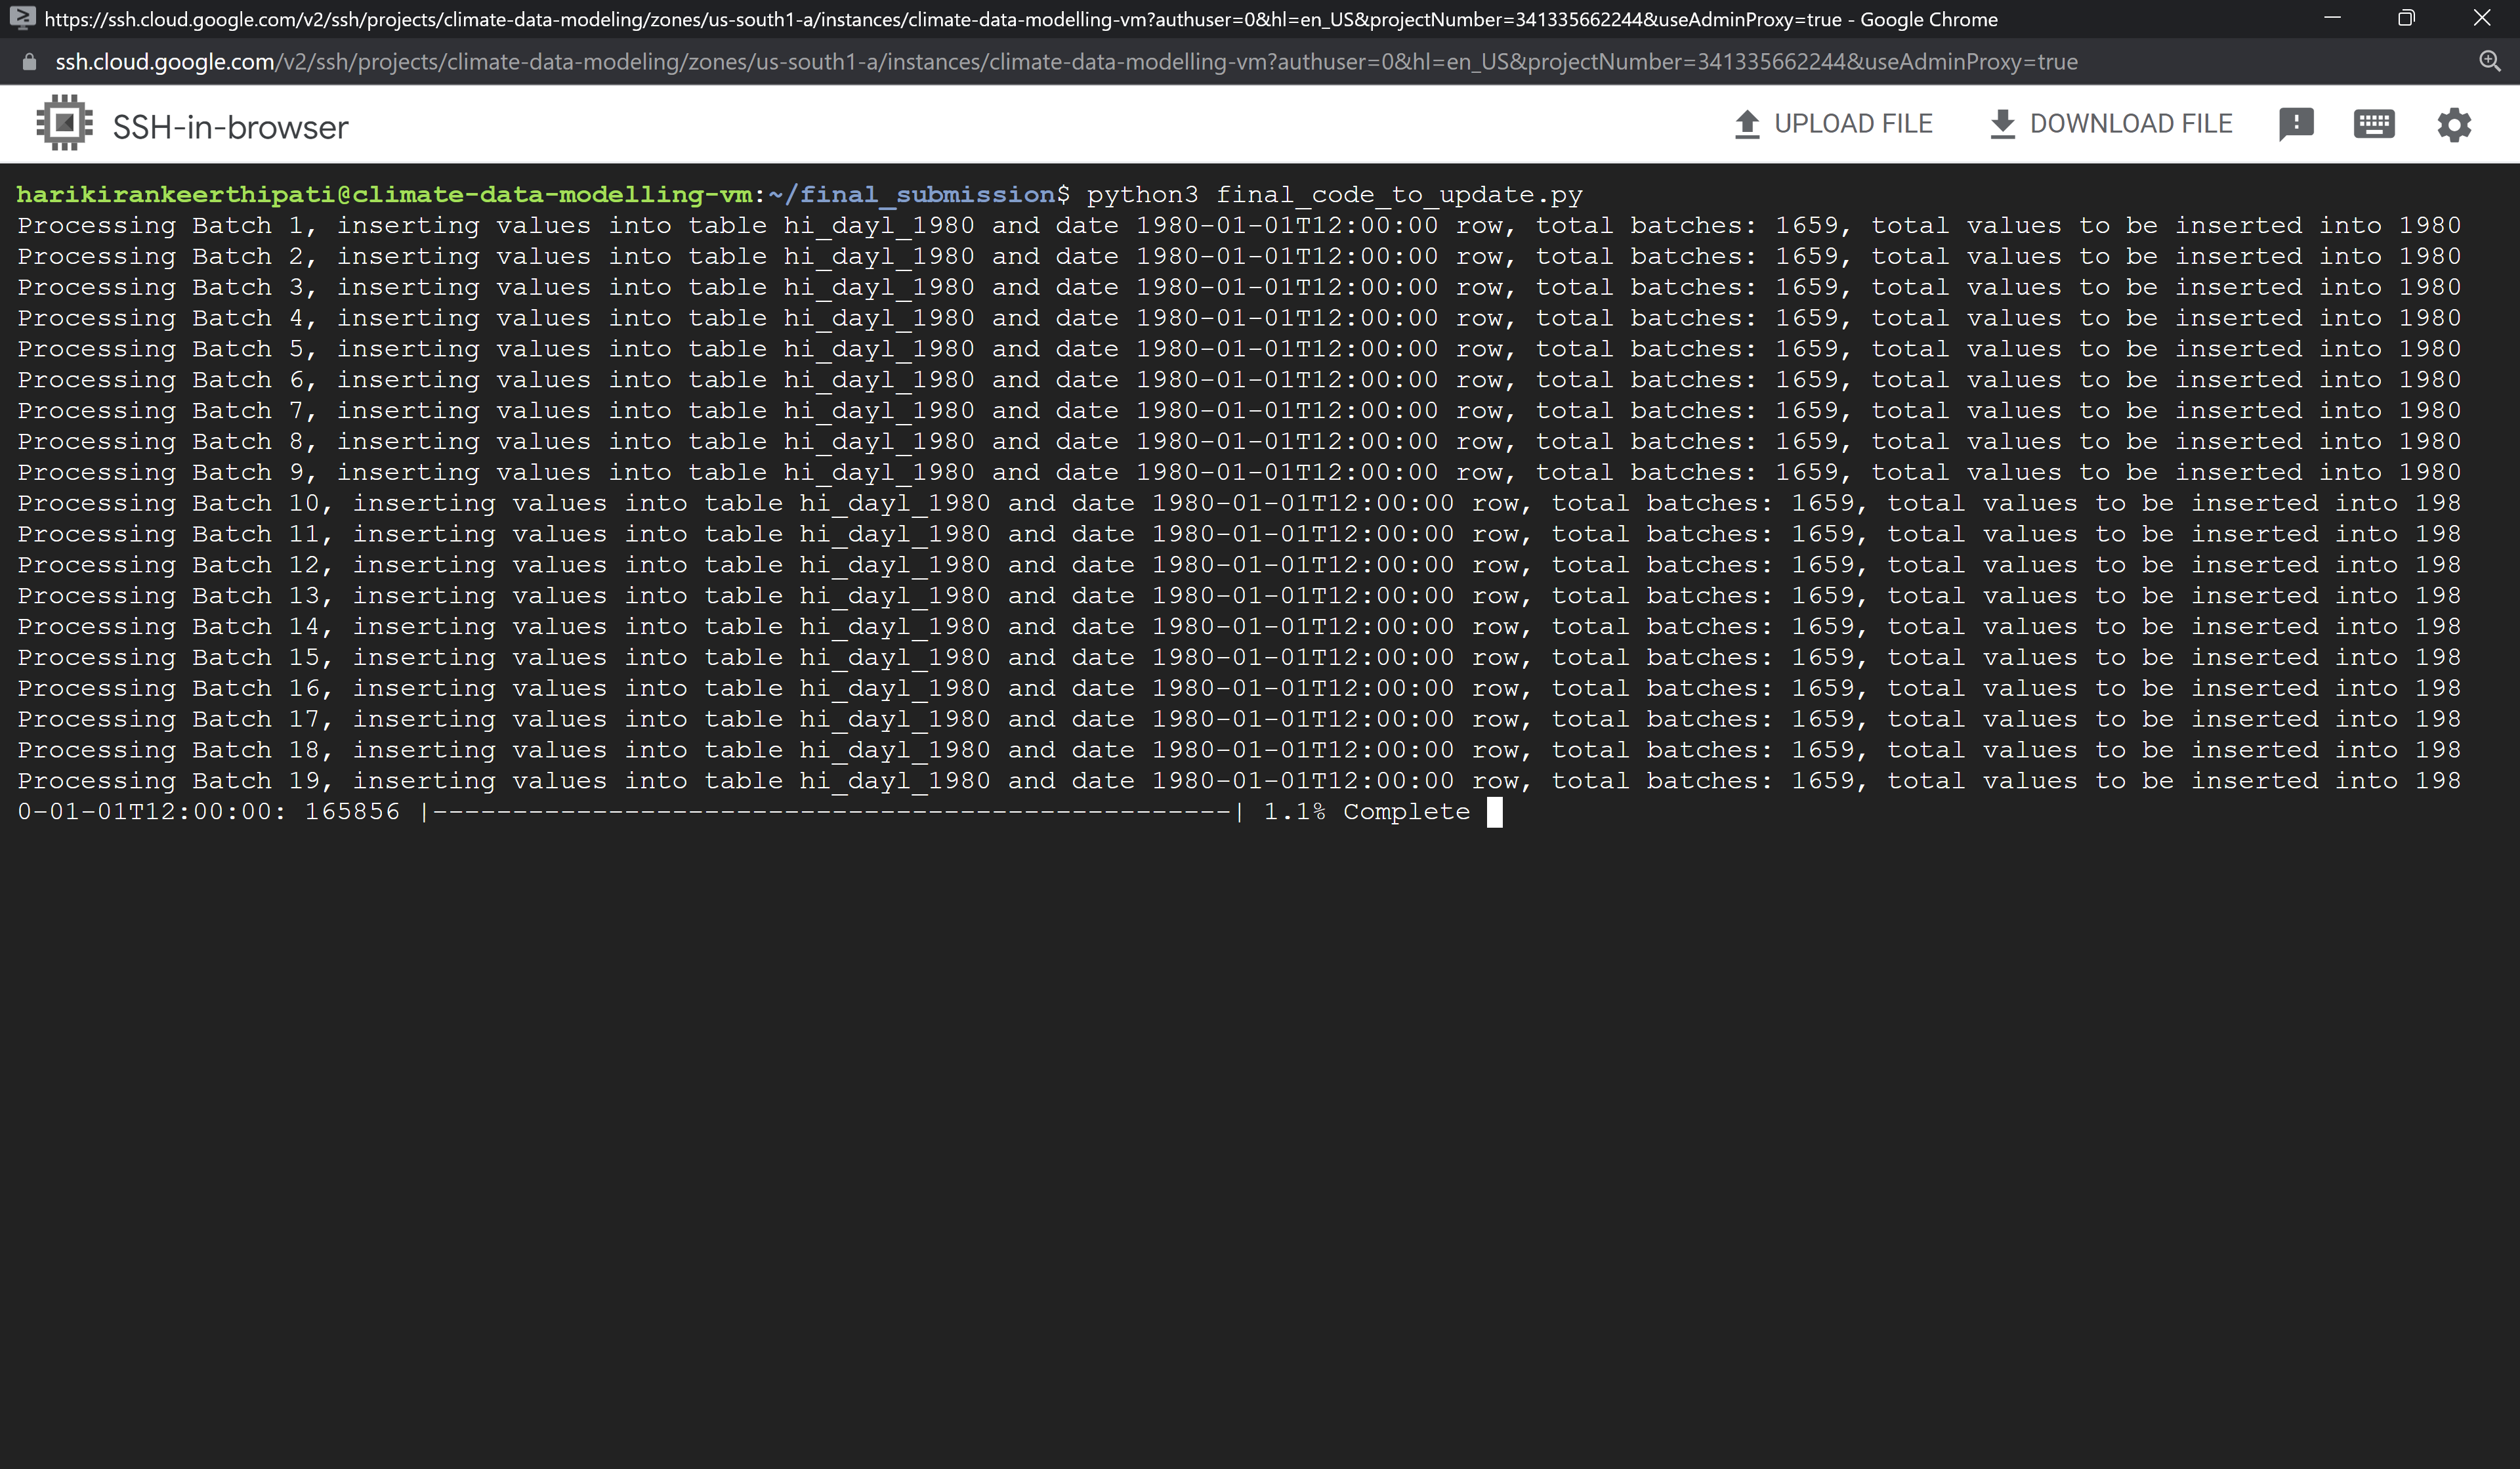 https://ssh.cloud.google.com/v2/ssh/projects/climate-data-modeling/zones/us-south1-a/instances/climate-data-modelling-vm?authuser=0&hl=en_US&projectNumber=341335662244&useAdminProxy=true - Google Chrome
ssh.cloud.google.com/v2/ssh/projects/climate-data-modeling/zones/us-south1-a/instances/climate-data-modelling-vm?authuser=0&hl=en_US&projectNumber=341335662244&useAdminProxy=true
SSH-in-browser UPLOAD FILE DOWNLOAD FILE
harikirankeerthipati@climate-data-modelling-vm:~/final_submission$ python3 final_code_to_update.py
Processing Batch 1, inserting values into table hi_dayl_1980 and date 1980-01-01T12:00:00 row, total batches: 1659, total values to be inserted into 1980
Processing Batch 2, inserting values into table hi_dayl_1980 and date 1980-01-01T12:00:00 row, total batches: 1659, total values to be inserted into 1980
Processing Batch 3, inserting values into table hi_dayl_1980 and date 1980-01-01T12:00:00 row, total batches: 1659, total values to be inserted into 1980
Processing Batch 4, inserting values into table hi_dayl_1980 and date 1980-01-01T12:00:00 row, total batches: 1659, total values to be inserted into 1980
Processing Batch 5, inserting values into table hi_dayl_1980 and date 1980-01-01T12:00:00 row, total batches: 1659, total values to be inserted into 1980
Processing Batch 6, inserting values into table hi_dayl_1980 and date 1980-01-01T12:00:00 row, total batches: 1659, total values to be inserted into 1980
Processing Batch 7, inserting values into table hi_dayl_1980 and date 1980-01-01T12:00:00 row, total batches: 1659, total values to be inserted into 1980
Processing Batch 8, inserting values into table hi_dayl_1980 and date 1980-01-01T12:00:00 row, total batches: 1659, total values to be inserted into 1980
Processing Batch 9, inserting values into table hi_dayl_1980 and date 1980-01-01T12:00:00 row, total batches: 1659, total values to be inserted into 1980
Processing Batch 10, inserting values into table hi_dayl_1980 and date 1980-01-01T12:00:00 row, total batches: 1659, total values to be inserted into 198
Processing Batch 11, inserting values into table hi_dayl_1980 and date 1980-01-01T12:00:00 row, total batches: 1659, total values to be inserted into 198
Processing Batch 12, inserting values into table hi_dayl_1980 and date 1980-01-01T12:00:00 row, total batches: 1659, total values to be inserted into 198
Processing Batch 13, inserting values into table hi_dayl_1980 and date 1980-01-01T12:00:00 row, total batches: 1659, total values to be inserted into 198
Processing Batch 14, inserting values into table hi_dayl_1980 and date 1980-01-01T12:00:00 row, total batches: 1659, total values to be inserted into 198
Processing Batch 15, inserting values into table hi_dayl_1980 and date 1980-01-01T12:00:00 row, total batches: 1659, total values to be inserted into 198
Processing Batch 16, inserting values into table hi_dayl_1980 and date 1980-01-01T12:00:00 row, total batches: 1659, total values to be inserted into 198
Processing Batch 17, inserting values into table hi_dayl_1980 and date 1980-01-01T12:00:00 row, total batches: 1659, total values to be inserted into 198
Processing Batch 18, inserting values into table hi_dayl_1980 and date 1980-01-01T12:00:00 row, total batches: 1659, total values to be inserted into 198
Processing Batch 19, inserting values into table hi_dayl_1980 and date 1980-01-01T12:00:00 row, total batches: 1659, total values to be inserted into 198
0-01-01T12:00:00: 165856 |--------------------------------------------------| 1.1% Complete